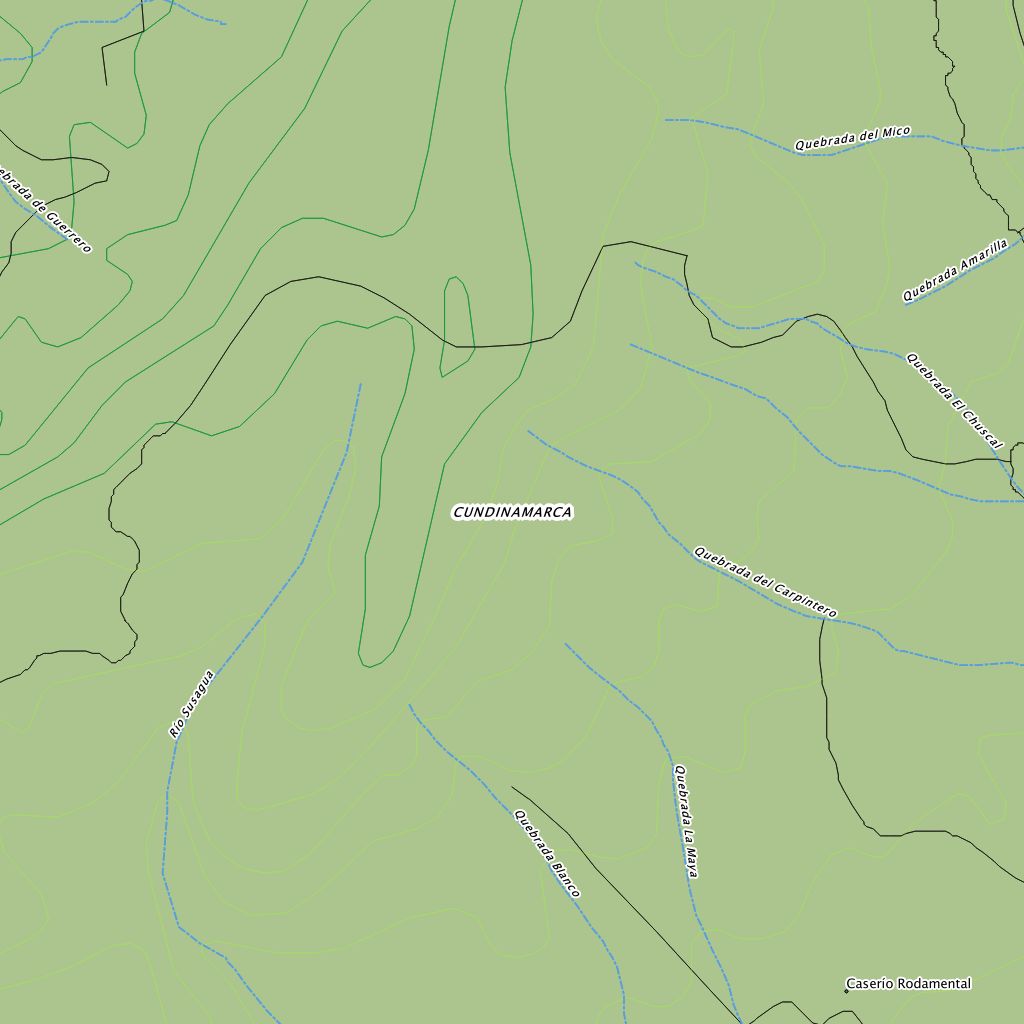 Quebrada del Mico
de Guerrero
Quebrada Amarilla
Quebrada El Chuscal
CUNDINAMARCA
Quebrada del Carpintero
Río Susagua
Quebrada La Maya
Quebrada Blanco
Caserío Rodamental